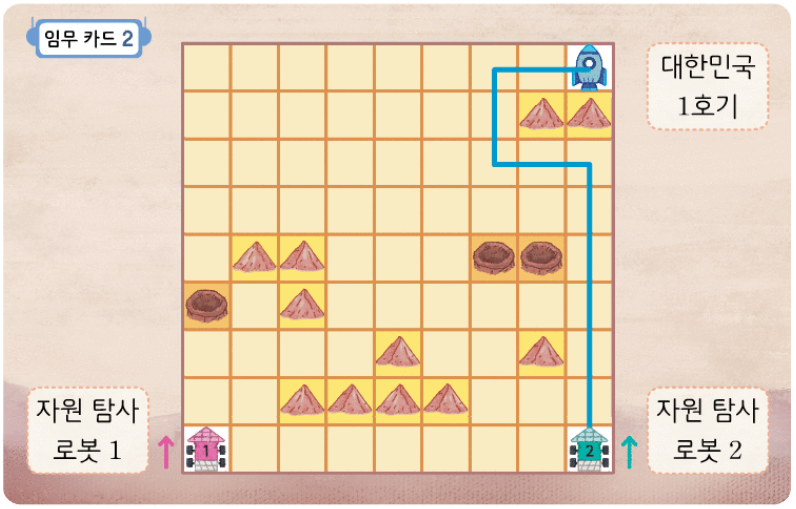 임무 카드 2
대한민국
1호기
자원 탐사
로봇 1
1
2
자원 탐사
로봇 2